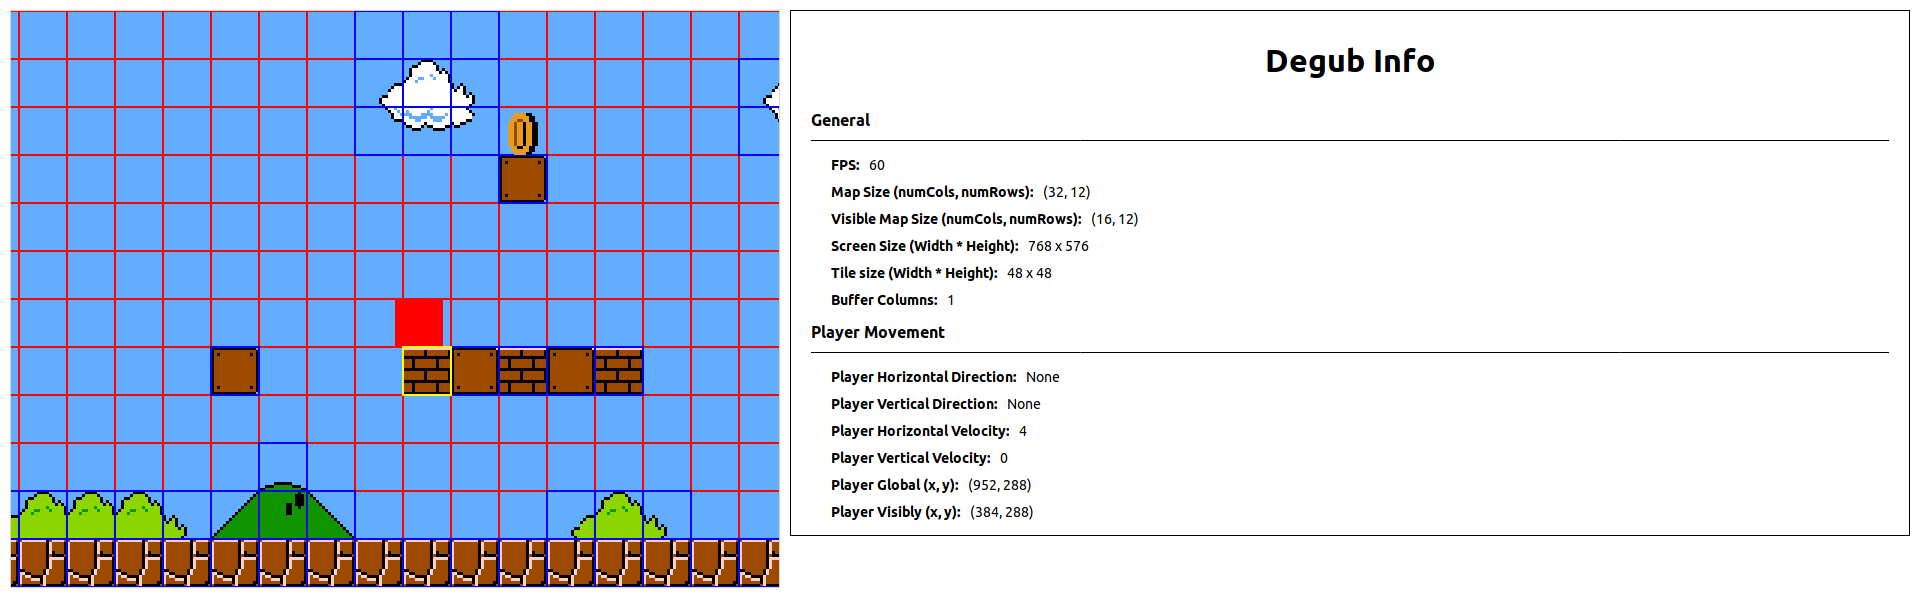 Degub Info
General
FPS: 60
Map Size (numCols, numRows): (32, 12)
Visible Map Size (numCols, numRows): (16, 12)
Screen Size (Width * Height): 768 x 576
Tile size (Width * Height): 48 x 48
Buffer Columns: 1
Player Movement
Player Horizontal Direction: None
Player Vertical Direction: None
Player Horizontal Velocity: 4
Player Vertical Velocity: 0
Player Global (x, y): (952, 288)
Player Visibly (x, y): (384, 288)